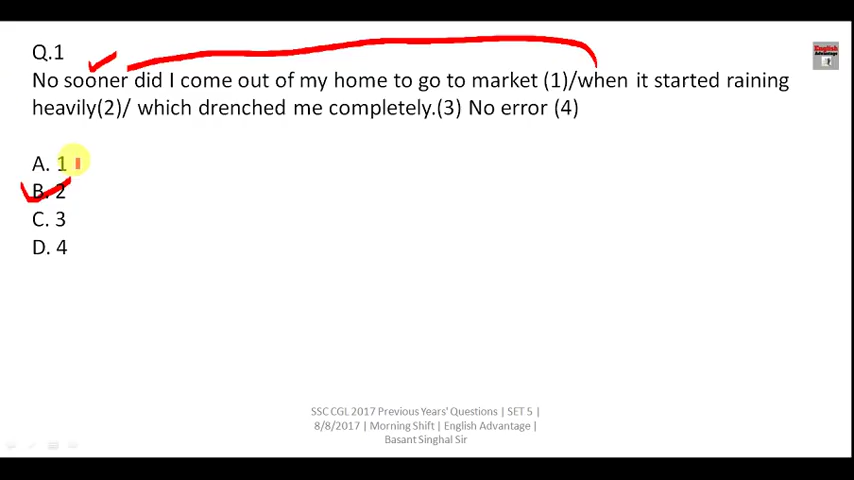 Q.1
No sooner did I come out of my home to go to market (1)/when it started raining
heavily(2)/ which drenched me completely.(3) No error (4)
A. 1
B. 2
C. 3
D. 4
English
Advantage
SSC CGL 2017 Previous Years' Questions | SET 5 |
8/8/2017 | Morning Shift | English Advantage |
Basant Singhal Sir